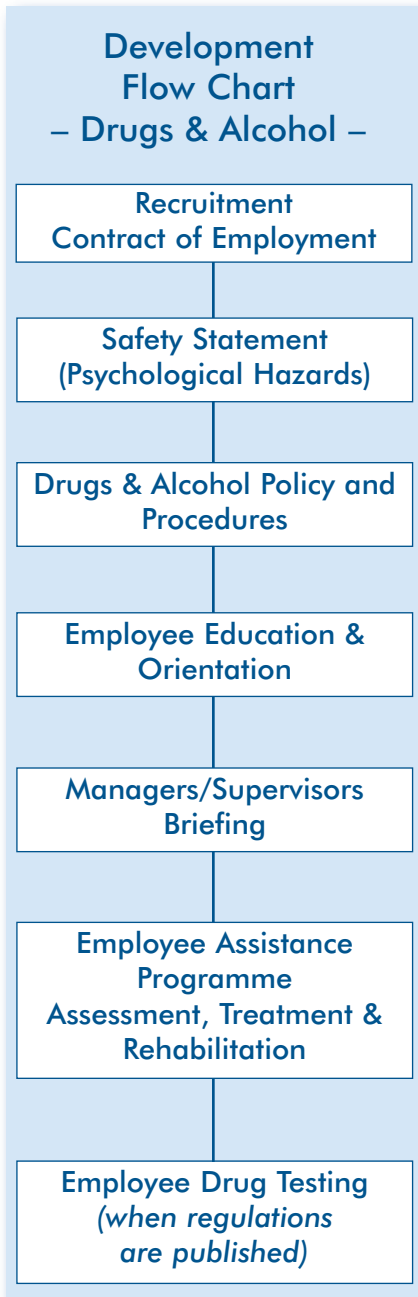 Development
Flow Chart
– Drugs & Alcohol –
Recruitment
Contract of Employment
Safety Statement
(Psychological Hazards)
Drugs & Alcohol Policy and
Procedures
Employee Education &
Orientation
Managers/Supervisors
Briefing
Employee Assistance
Programme
Assessment, Treatment &
Rehabilitation
Employee Drug Testing
(when regulations
are published)